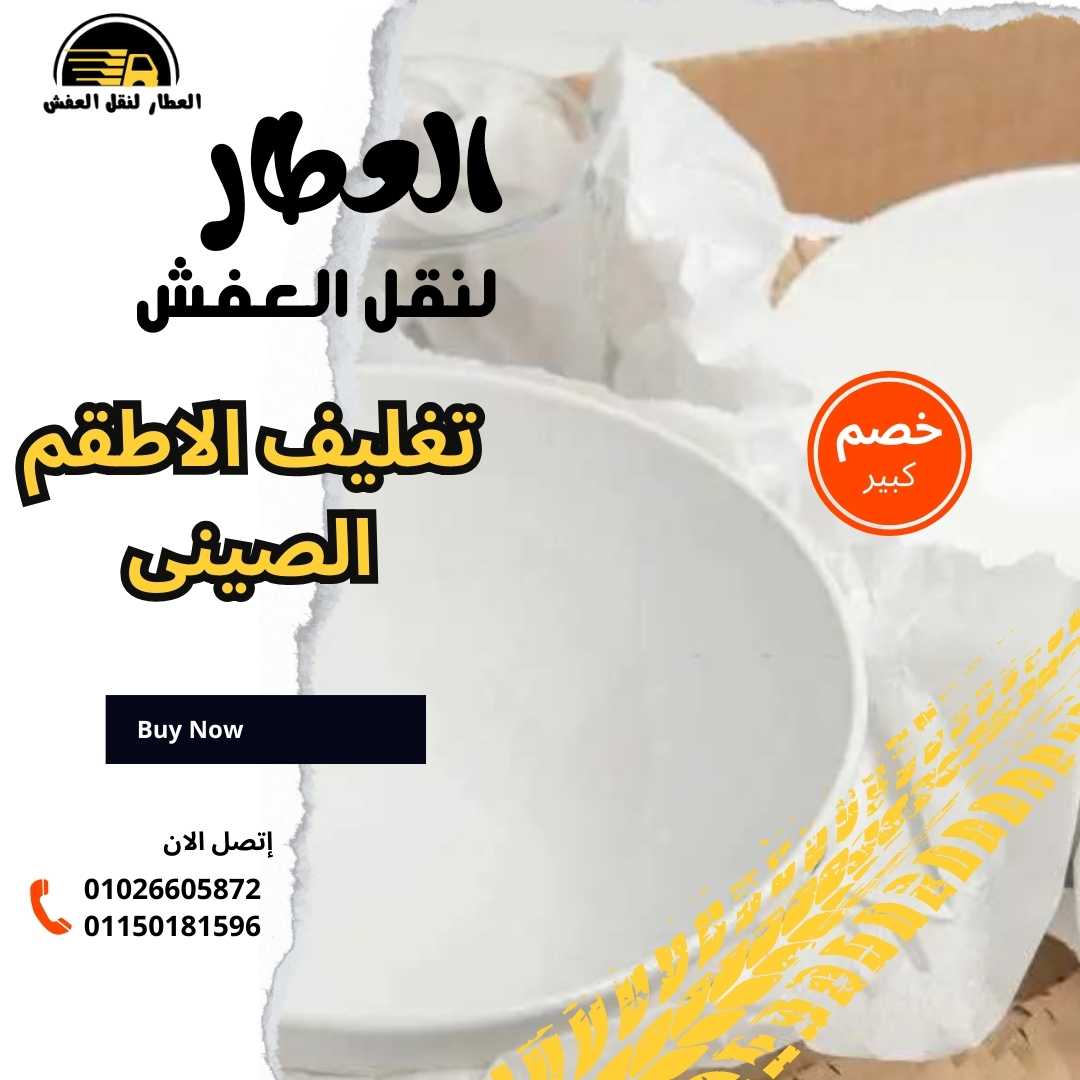 العطار لنقل العفش
العطار
لنقل العفش
تغليف الاطقم
الصينى
خصم
كبير
Buy Now
إتصل الان
01026605872
01150181596